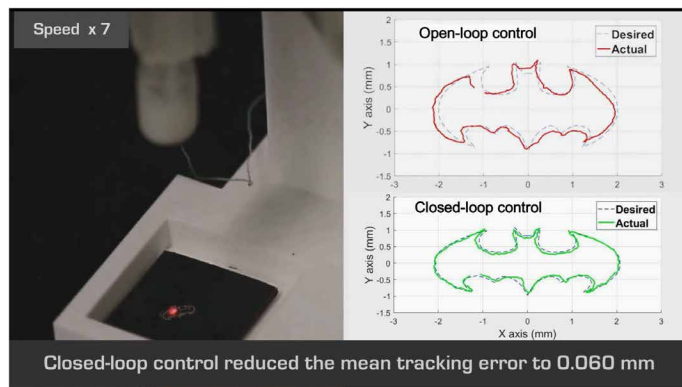 Speed x 7
Open-loop control
Desired
Actual
Y axis (mm)
2
1.5
1
0.5
0
-0.5
-1
-1.5
-3
-2
-1
0
1
2
3
Closed-loop control
Desired
Actual
Y axis (mm)
2
1.5
1
0.5
0
-0.5
-1
-1.5
-3
-2
-1
0
1
2
3
X axis (mm)
Closed-loop control reduced the mean tracking error to 0.060 mm